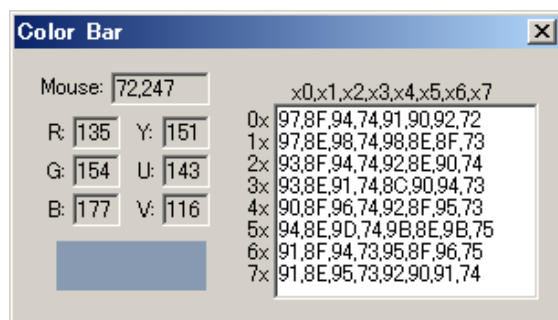 Color Bar
Mouse: 72,247
R: 135 Y: 151
G: 154 U: 143
B: 177 V: 116
x0,x1,x2,x3,x4,x5,x6,x7
0x 97,8F,94,74,91,90,92,72
1x 97,8E,98,74,98,8E,8F,73
2x 93,8F,94,74,92,8E,90,74
3x 93,8E,91,74,8C,90,94,73
4x 90,8F,96,74,92,8F,95,73
5x 94,8E,9D,74,9B,8E,9B,75
6x 91,8F,94,73,95,8F,96,75
7x 91,8E,95,73,92,90,91,74